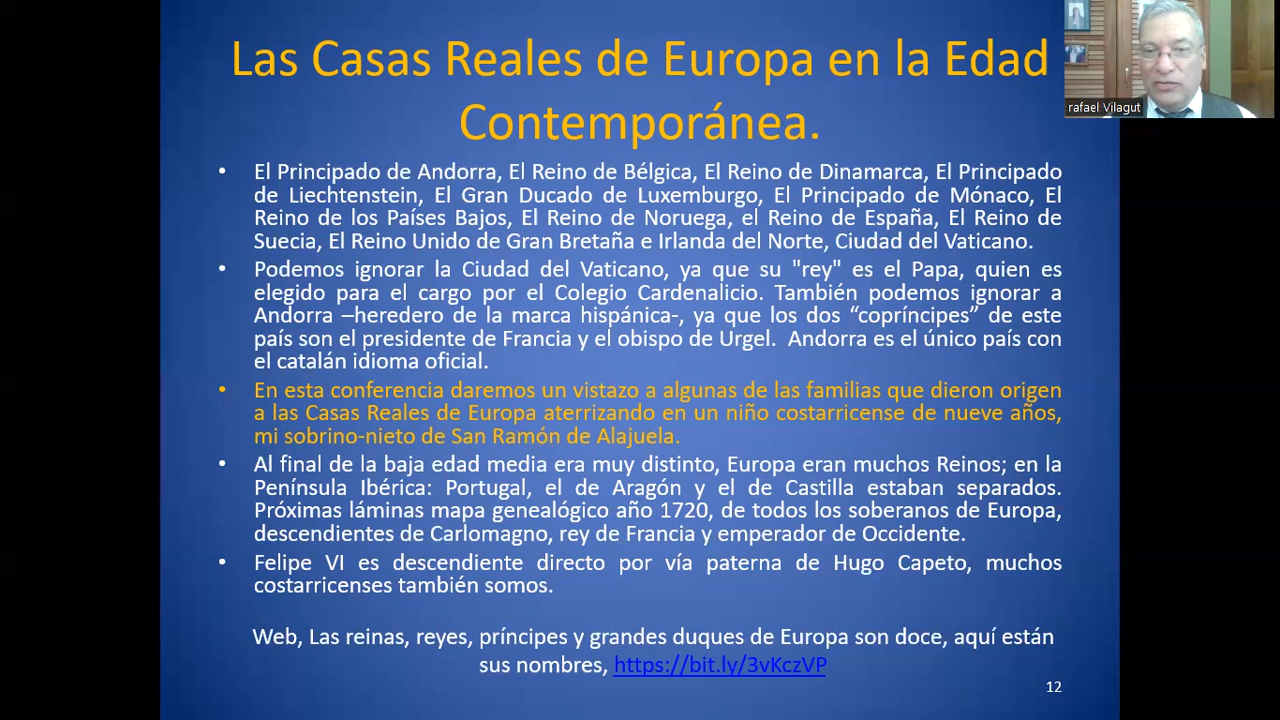 Las Casas Reales de Europa en la Edad
Contemporánea.
rafael Vilagut
• El Principado de Andorra, El Reino de Bélgica, El Reino de Dinamarca, El Principado
de Liechtenstein, El Gran Ducado de Luxemburgo, El Principado de Mónaco, El
Reino de los Países Bajos, El Reino de Noruega, el Reino de España, El Reino de
Suecia, El Reino Unido de Gran Bretaña e Irlanda del Norte, Ciudad del Vaticano.
• Podemos ignorar la Ciudad del Vaticano, ya que su "rey" es el Papa, quien es
elegido para el cargo por el Colegio Cardenalicio. También podemos ignorar a
Andorra –heredero de la marca hispánica-, ya que los dos “copríncipes” de este
país son el presidente de Francia y el obispo de Urgel. Andorra es el único país con
el catalán idioma oficial.
• En esta conferencia daremos un vistazo a algunas de las familias que dieron origen
a las Casas Reales de Europa aterrizando en un niño costarricense de nueve años,
mi sobrino-nieto de San Ramón de Alajuela.
• Al final de la baja edad media era muy distinto, Europa eran muchos Reinos; en la
Península Ibérica: Portugal, el de Aragón y el de Castilla estaban separados.
Próximas láminas mapa genealógico año 1720, de todos los soberanos de Europa,
descendientes de Carlomagno, rey de Francia y emperador de Occidente.
• Felipe VI es descendiente directo por vía paterna de Hugo Capeto, muchos
costarricenses también somos.
Web, Las reinas, reyes, príncipes y grandes duques de Europa son doce, aquí están
sus nombres, https://bit.ly/3vKczVP
12